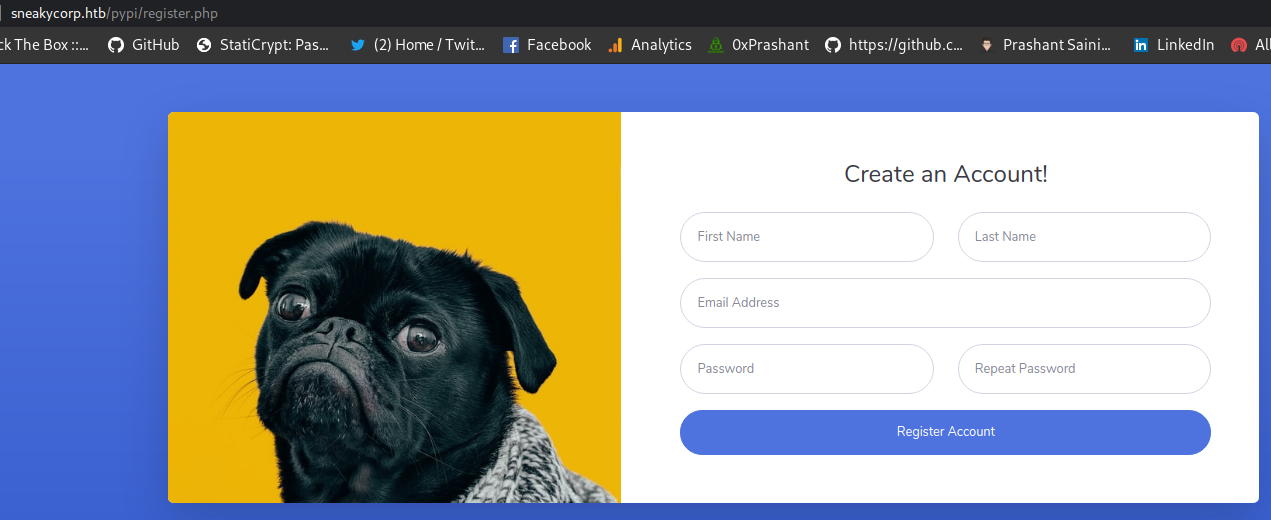 sneakycorp.htb/pypi/register.php
ck The Box ::... GitHub StatiCrypt: Pas... (2) Home / Twit... Facebook Analytics 0xPrashant https://github.c... Prashant Saini... LinkedIn All
Create an Account!
First Name Last Name
Email Address
Password Repeat Password
Register Account